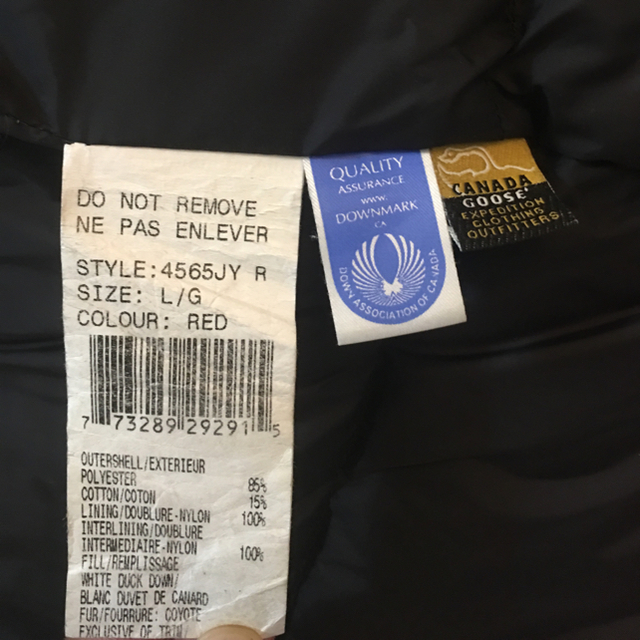 DO NOT REMOVE
NE PAS ENLEVER
STYLE:4565JY R
SIZE: L/G
COLOUR: RED
7 73289 29291 5
OUTERSHELL/EXTERIEUR
POLYESTER 85%
COTTON/COTON 15%
LINING/DOUBLURE-NYLON 100%
INTERLINING/DOUBLURE
INTERMEDIAIRE-NYLON 100%
FILL/REMPLISSAGE
WHITE DUCK DOWN/
BLANC DUVET DE CANARD
FUR/FOURRURE: COYOTE
EXCLUSIVE OF TRIM/
QUALITY
ASSURANCE
www.
DOWNMARK
CA
DOWN ASSOCIATION OF CANADA
CANADA
GOOSE®
EXPEDITION
CLOTHING
OUTFITTERS